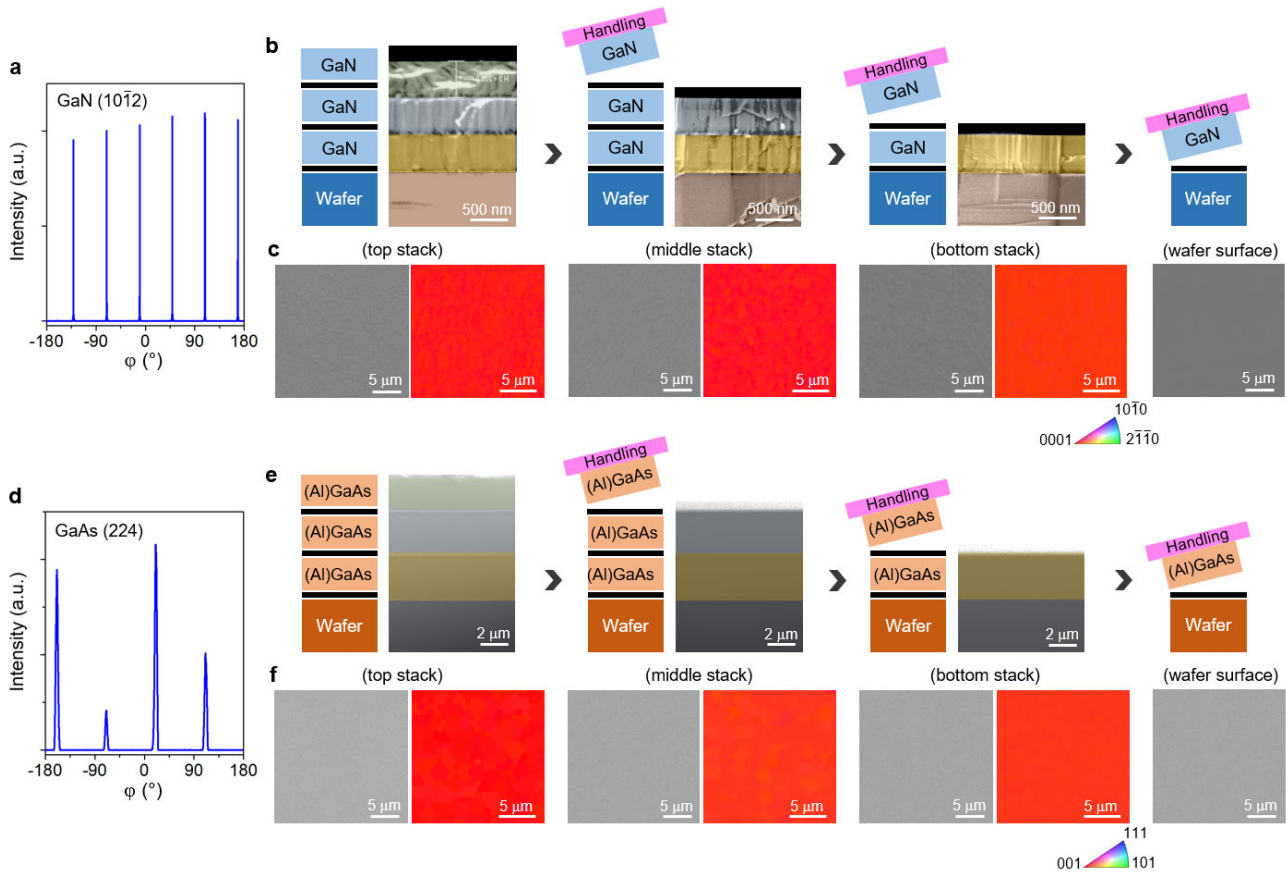 a
GaN (101̄2)
Intensity (a.u.)
-180 -90 0 90 180
φ (°)
b
GaN
GaN
GaN
Wafer
500 nm
Handling
GaN
GaN
GaN
Wafer
500 nm
Handling
GaN
GaN
Wafer
500 nm
Handling
GaN
Wafer
c
(top stack)
(middle stack)
(bottom stack)
(wafer surface)
5 μm
5 μm
5 μm
5 μm
5 μm
5 μm
5 μm
101̄0
0001
21̄1̄0
d
GaAs (224)
Intensity (a.u.)
-180 -90 0 90 180
φ (°)
e
(Al)GaAs
(Al)GaAs
(Al)GaAs
Wafer
2 μm
Handling
(Al)GaAs
(Al)GaAs
(Al)GaAs
Wafer
2 μm
Handling
(Al)GaAs
(Al)GaAs
Wafer
2 μm
Handling
(Al)GaAs
Wafer
f
(top stack)
(middle stack)
(bottom stack)
(wafer surface)
5 μm
5 μm
5 μm
5 μm
5 μm
5 μm
5 μm
111
001
101